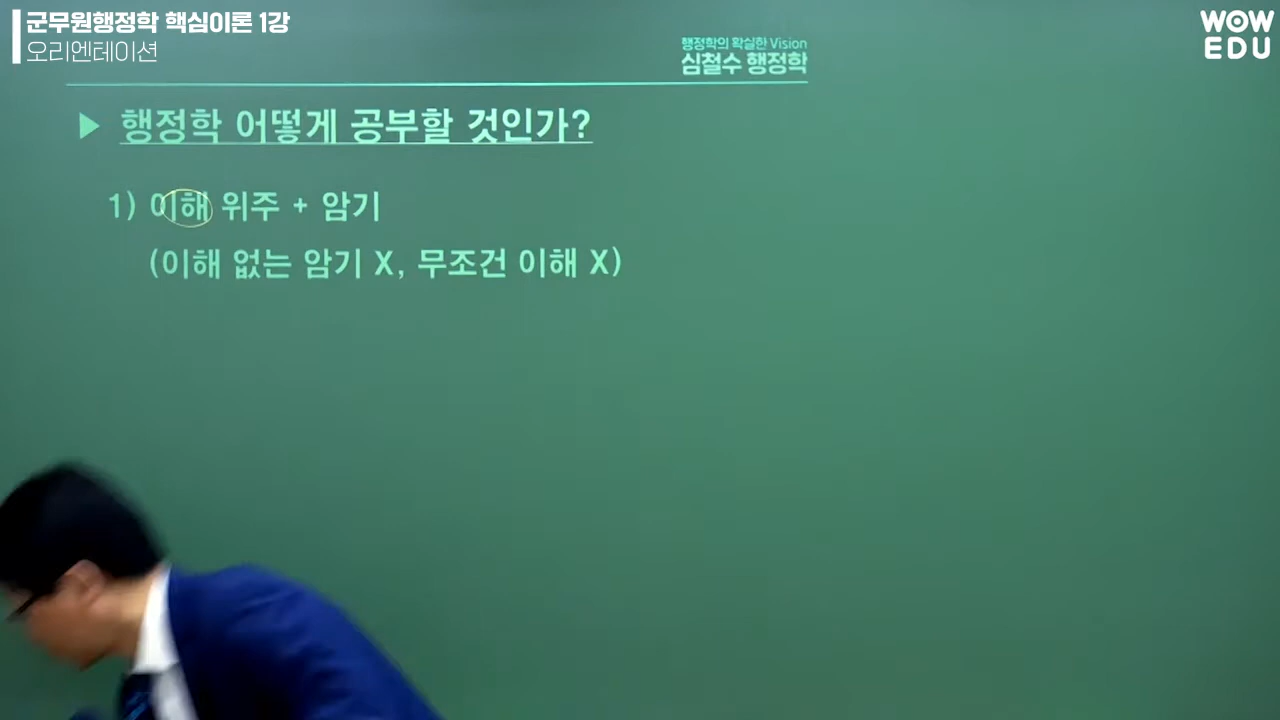 군무원행정학 핵심이론 1강
오리엔테이션
WOW
EDU
행정학의 확실한 Vision
심철수 행정학
▶ 행정학 어떻게 공부할 것인가?
1) 이해 위주 + 암기
(이해 없는 암기 X, 무조건 이해 X)